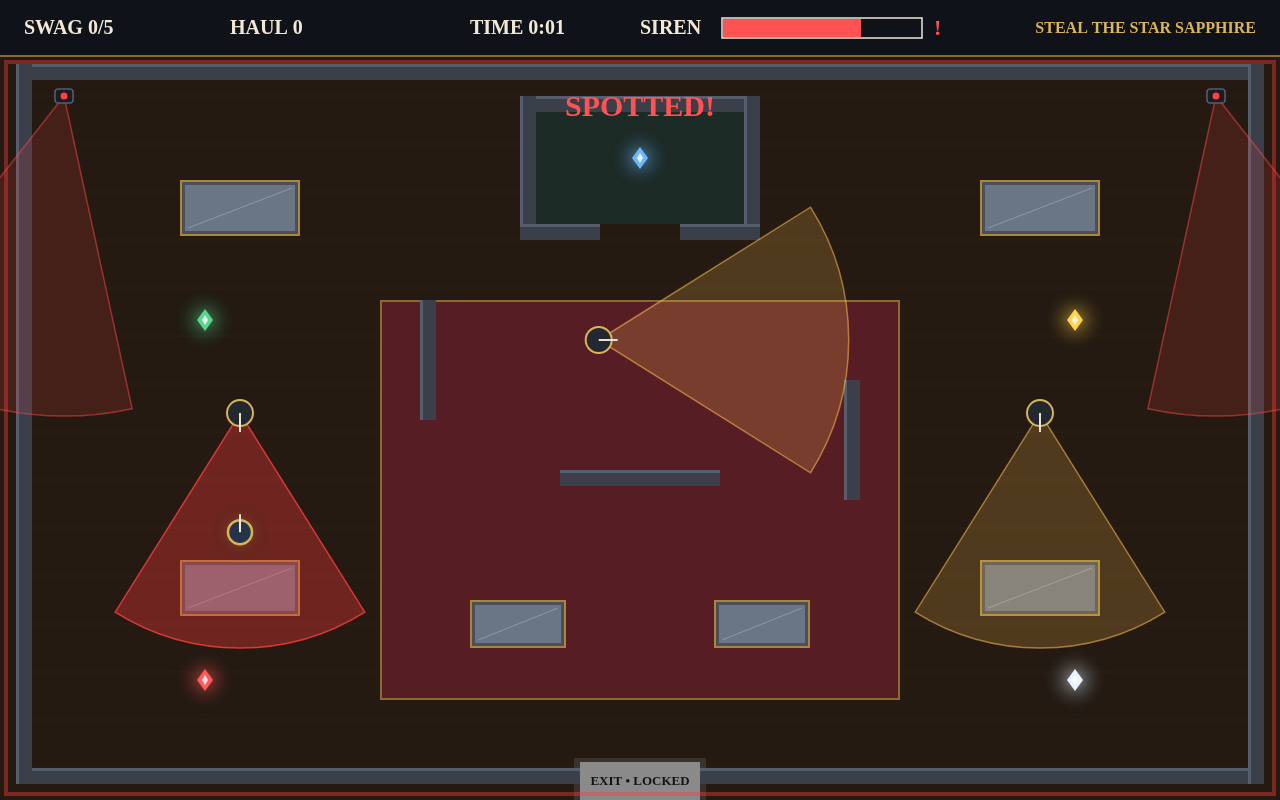 SWAG 0/5 HAUL 0 TIME 0:01 SIREN ! STEAL THE STAR SAPPHIRE
SPOTTED!
EXIT • LOCKED